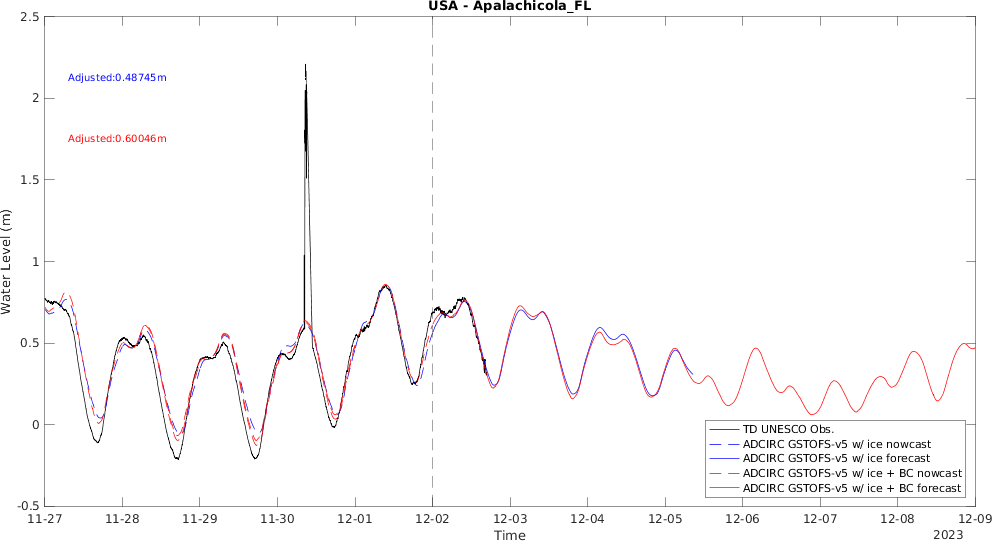 USA - Apalachicola_FL
2.5
2
1.5
1
0.5
0
-0.5
Water Level (m)
Adjusted:0.48745m
Adjusted:0.60046m
TD UNESCO Obs.
ADCIRC GSTOFS-v5 w/ ice nowcast
ADCIRC GSTOFS-v5 w/ ice forecast
ADCIRC GSTOFS-v5 w/ ice + BC nowcast
ADCIRC GSTOFS-v5 w/ ice + BC forecast
11-27 11-28 11-29 11-30 12-01 12-02 12-03 12-04 12-05 12-06 12-07 12-08 12-09
Time
2023